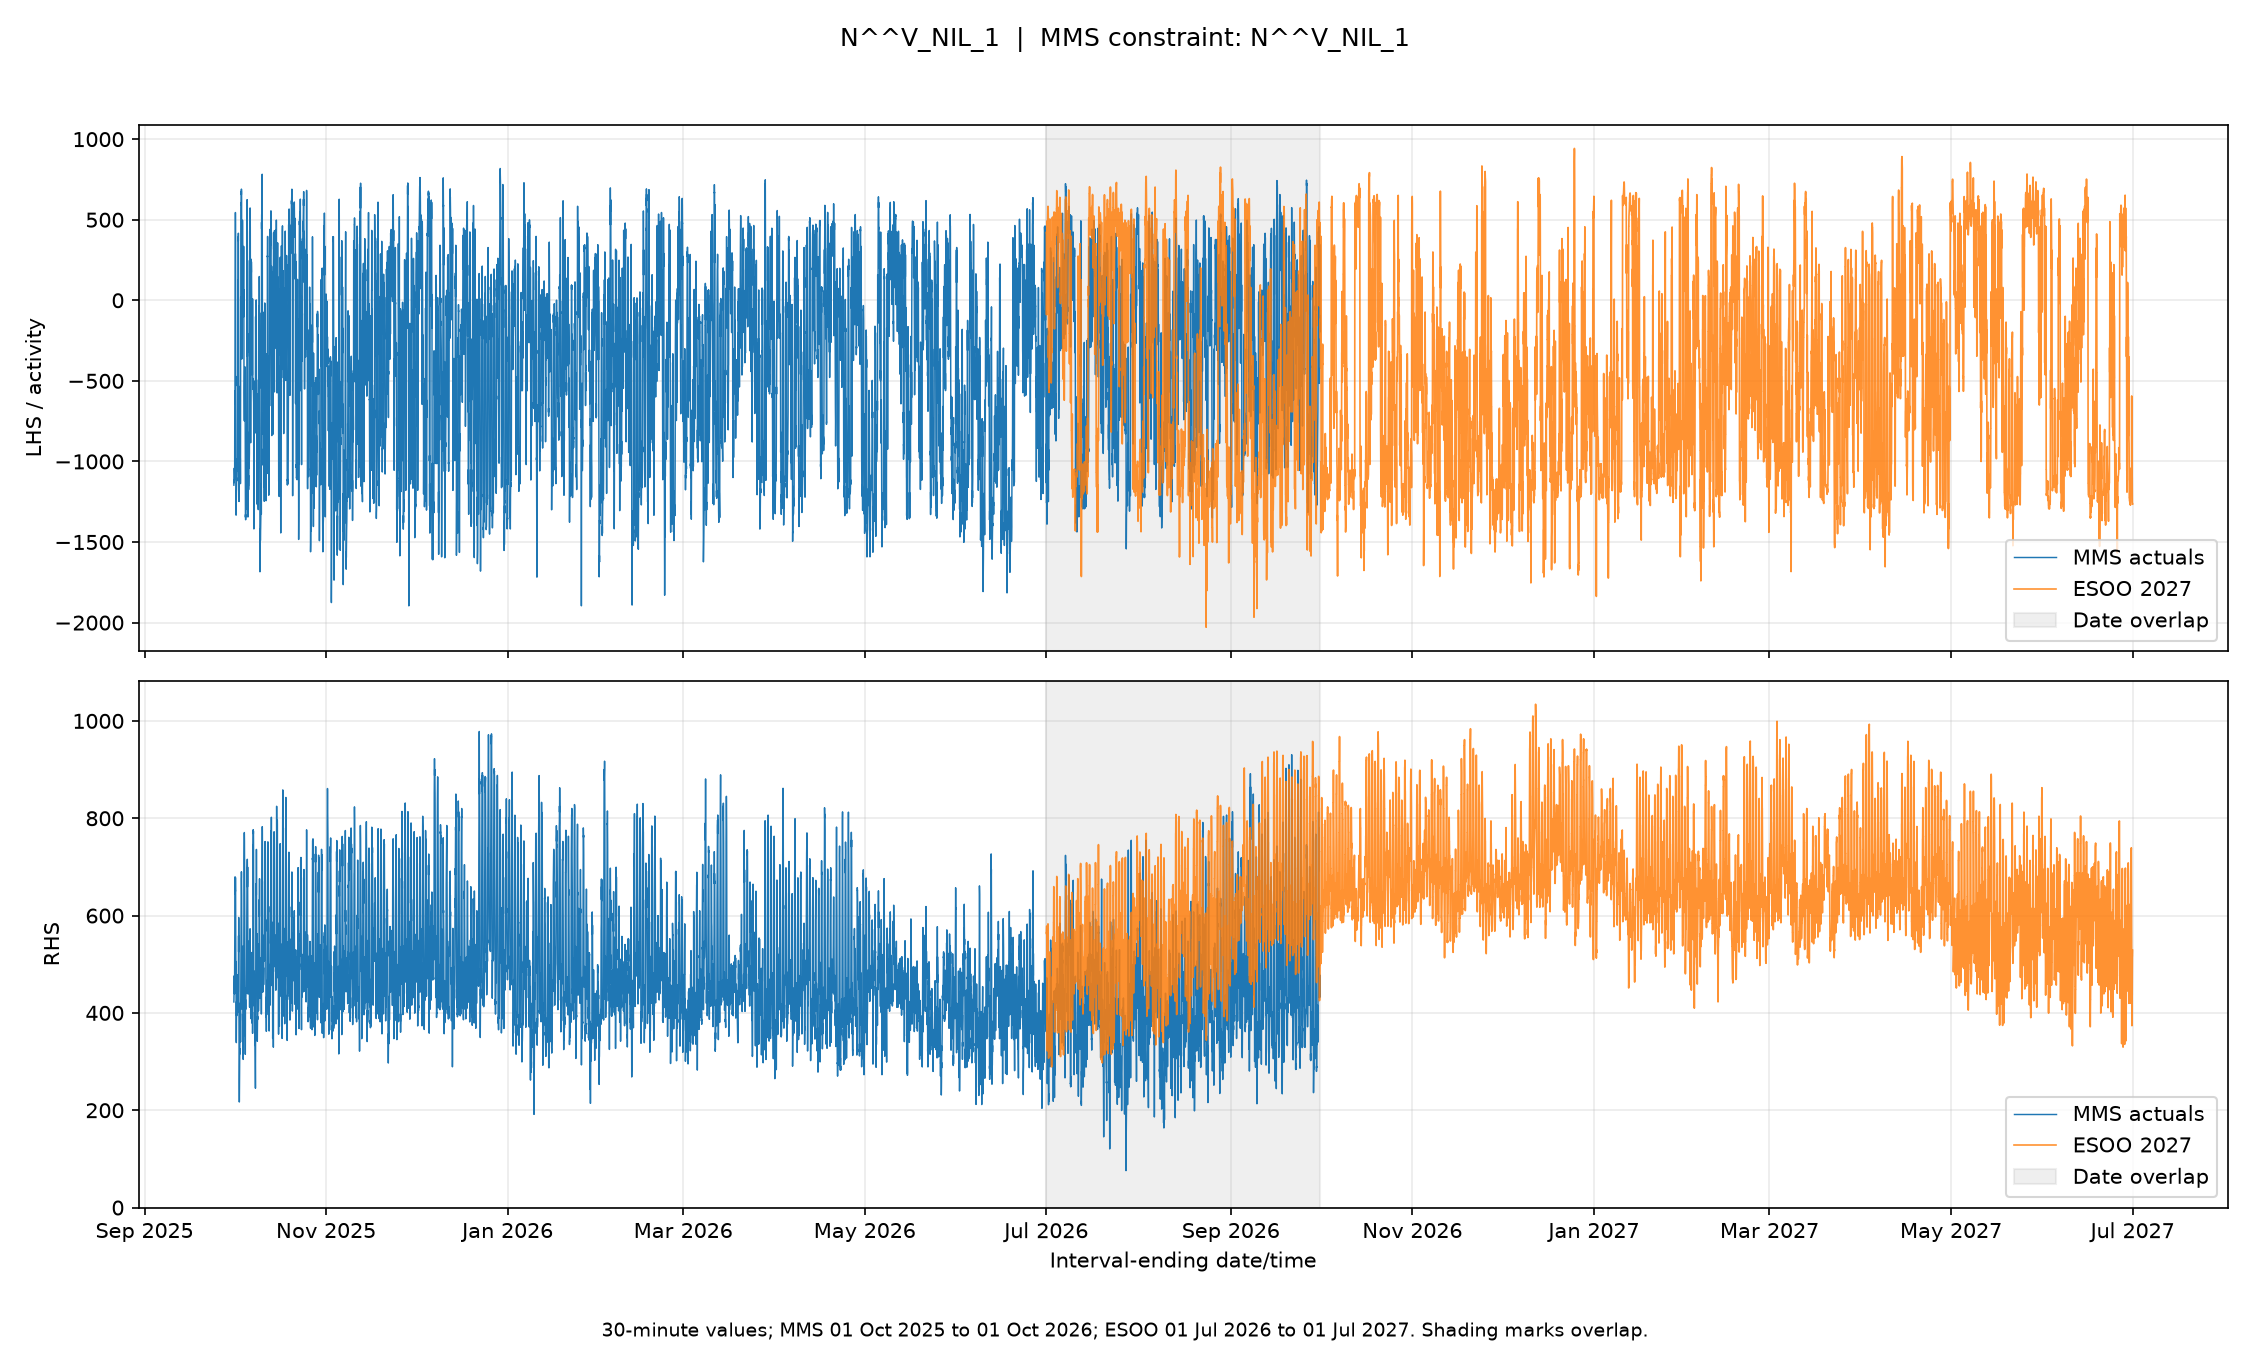 N^^V_NIL_1  |  MMS constraint: N^^V_NIL_1
1000
500
0
−500
−1000
−1500
−2000
LHS / activity
MMS actuals
ESOO 2027
Date overlap
1000
800
600
400
200
0
RHS
MMS actuals
ESOO 2027
Date overlap
Sep 2025 Nov 2025 Jan 2026 Mar 2026 May 2026 Jul 2026 Sep 2026 Nov 2026 Jan 2027 Mar 2027 May 2027 Jul 2027
Interval-ending date/time
30-minute values; MMS 01 Oct 2025 to 01 Oct 2026; ESOO 01 Jul 2026 to 01 Jul 2027. Shading marks overlap.